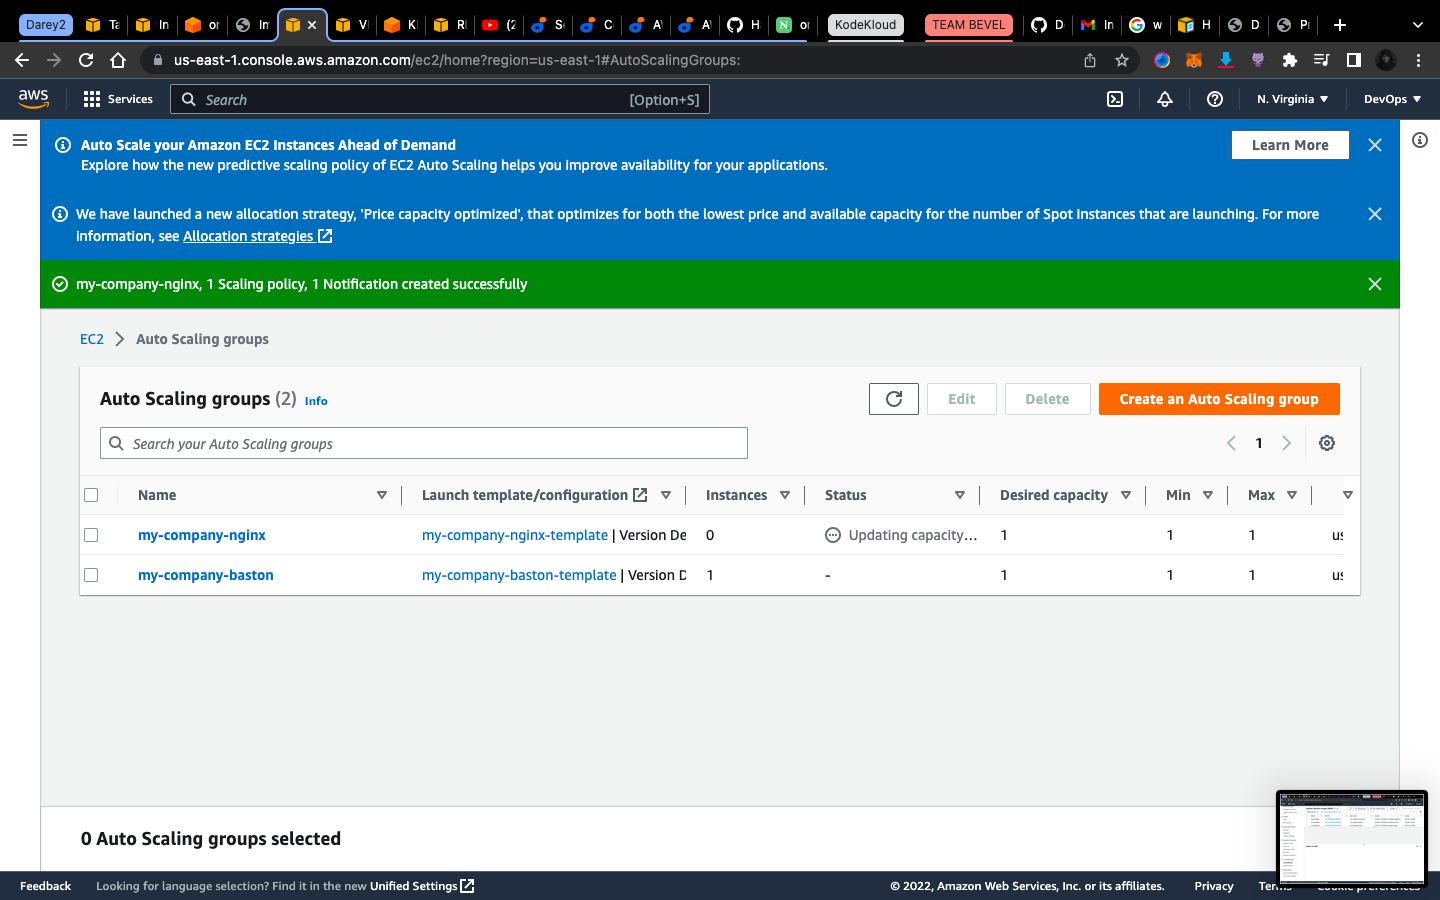 Darey2
Ta
In
or
In
Vi
RI
(2
So
Co
A
H
or
KodeKloud
TEAM BEVEL
D
In
w
H
D
us-east-1.console.aws.amazon.com/ec2/home?region=us-east-1#AutoScalingGroups:
aws
Services
Search
[Option+S]
N. Virginia
DevOps
Auto Scale your Amazon EC2 Instances Ahead of Demand
Learn More
Explore how the new predictive scaling policy of EC2 Auto Scaling helps you improve availability for your applications.
We have launched a new allocation strategy, 'Price capacity optimized', that optimizes for both the lowest price and available capacity for the number of Spot Instances that are launching. For more
information, see Allocation strategies
my-company-nginx, 1 Scaling policy, 1 Notification created successfully
EC2 Auto Scaling groups
Auto Scaling groups (2) Info
Edit
Delete
Create an Auto Scaling group
Search your Auto Scaling groups
1
Name Launch template/configuration Instances Status Desired capacity Min Max
my-company-nginx my-company-nginx-template | Version De 0 Updating capacity... 1 1 1 us
my-company-baston my-company-baston-template | Version D 1 - 1 1 1 us
0 Auto Scaling groups selected
Feedback Looking for language selection? Find it in the new Unified Settings © 2022, Amazon Web Services, Inc. or its affiliates. Privacy Terms Cookie preferences